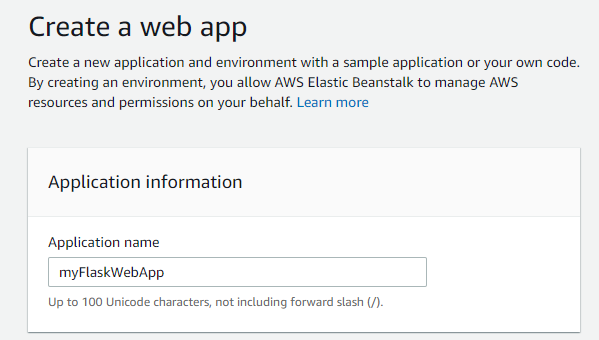 Create a web app
Create a new application and environment with a sample application or your own code.
By creating an environment, you allow AWS Elastic Beanstalk to manage AWS
resources and permissions on your behalf. Learn more
Application information
Application name
myFlaskWebApp
Up to 100 Unicode characters, not including forward slash (/).